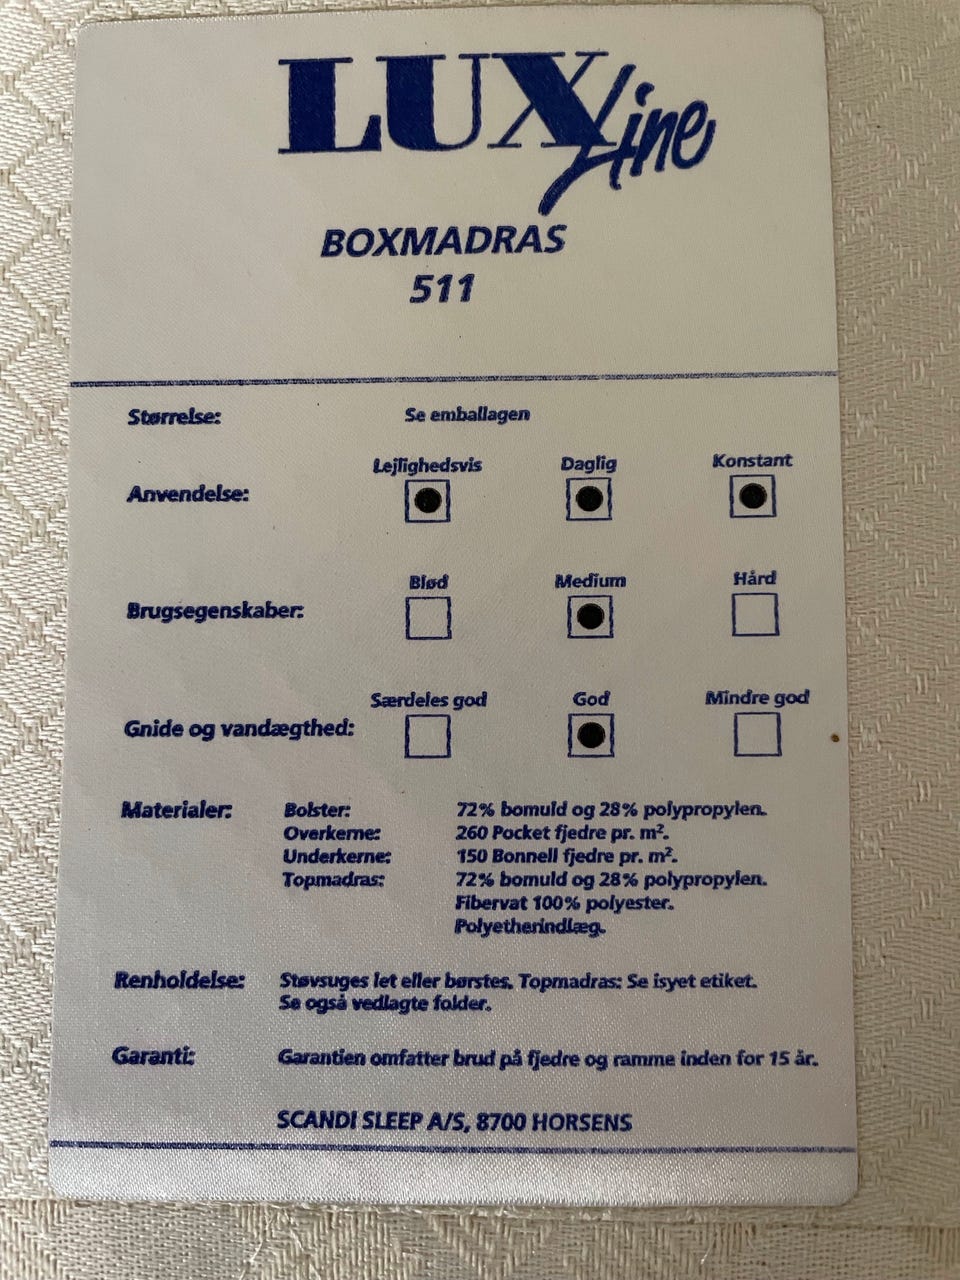 LUX Line
BOXMADRAS
511
Størrelse: Se emballagen
Lejlighedsvis Daglig Konstant
Anvendelse:
Blød Medium Hård
Brugsegenskaber:
Særdeles god God Mindre god
Gnide og vandægthed:
Materialer: Bolster: 72% bomuld og 28% polypropylen.
Overkerne: 260 Pocket fjedre pr. m².
Underkerne: 150 Bonnell fjedre pr. m².
Topmadras: 72% bomuld og 28% polypropylen.
Fibervat 100% polyester.
Polyetherindlæg.
Renholdelse: Støvsuges let eller børstes. Topmadras: Se isyet etiket.
Se også vedlagte folder.
Garanti: Garantien omfatter brud på fjedre og ramme inden for 15 år.
SCANDI SLEEP A/S, 8700 HORSENS